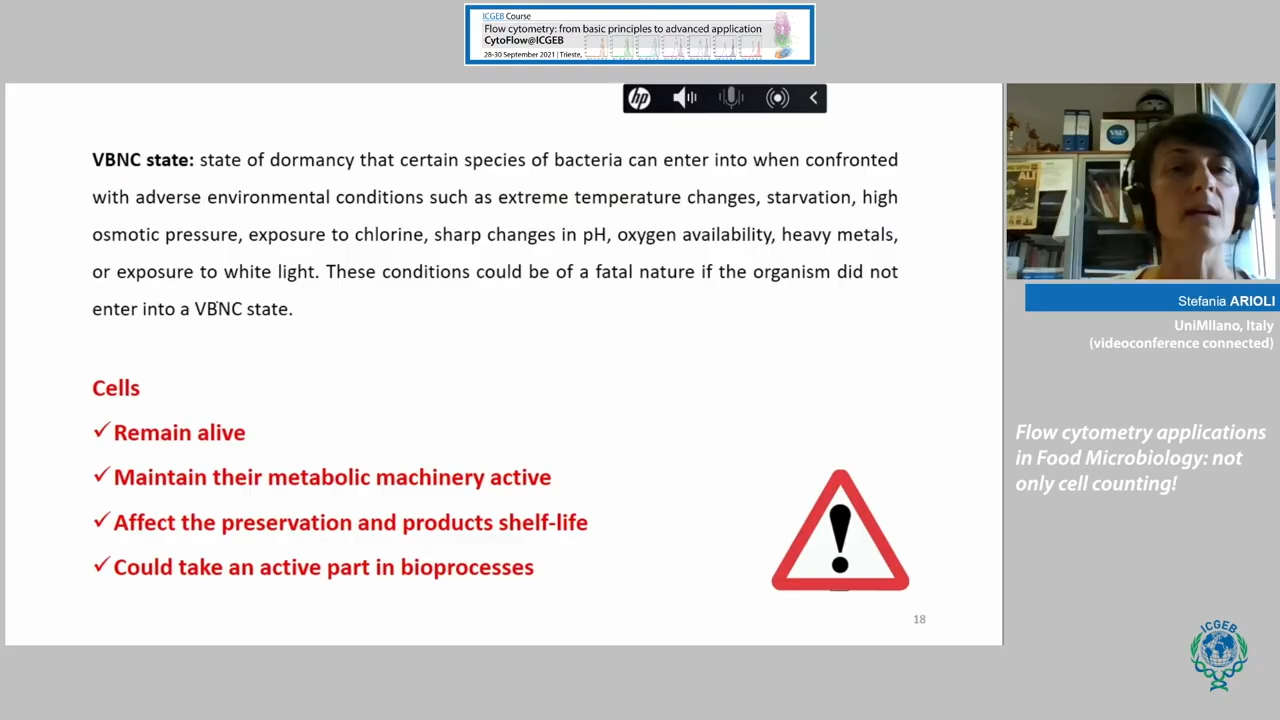 ICGEB Course
Flow cytometry: from basic principles to advanced application
CytoFlow@ICGEB
28-30 September 2021 | Trieste,
hp
VBNC state: state of dormancy that certain species of bacteria can enter into when confronted
with adverse environmental conditions such as extreme temperature changes, starvation, high
osmotic pressure, exposure to chlorine, sharp changes in pH, oxygen availability, heavy metals,
or exposure to white light. These conditions could be of a fatal nature if the organism did not
enter into a VBNC state.
Cells
✓ Remain alive
✓ Maintain their metabolic machinery active
✓ Affect the preservation and products shelf-life
✓ Could take an active part in bioprocesses
18
Stefania ARIOLI
UniMIlano, Italy
(videoconference connected)
Flow cytometry applications
in Food Microbiology: not
only cell counting!
ICGEB